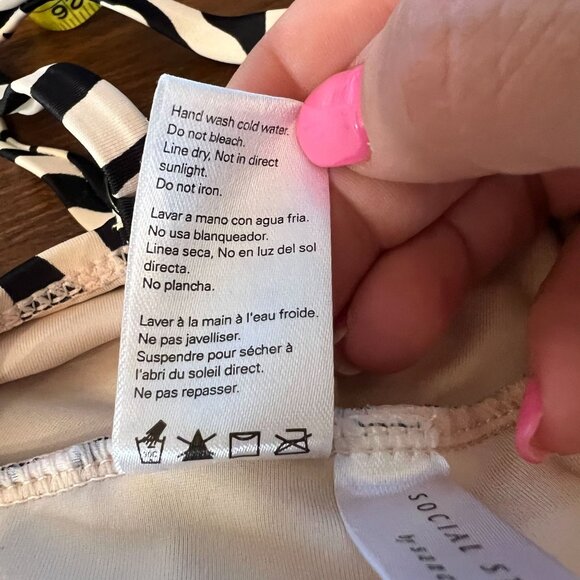 Hand wash cold water.
Do not bleach.
Line dry, Not in direct
sunlight.
Do not iron.
Lavar a mano con agua fria.
No usa blanqueador.
Linea seca, No en luz del sol
directa.
No plancha.
Laver à la main à l'eau froide.
Ne pas javelliser.
Suspendre pour sécher à
l'abri du soleil direct.
Ne pas repasser.
SOCIAL
by